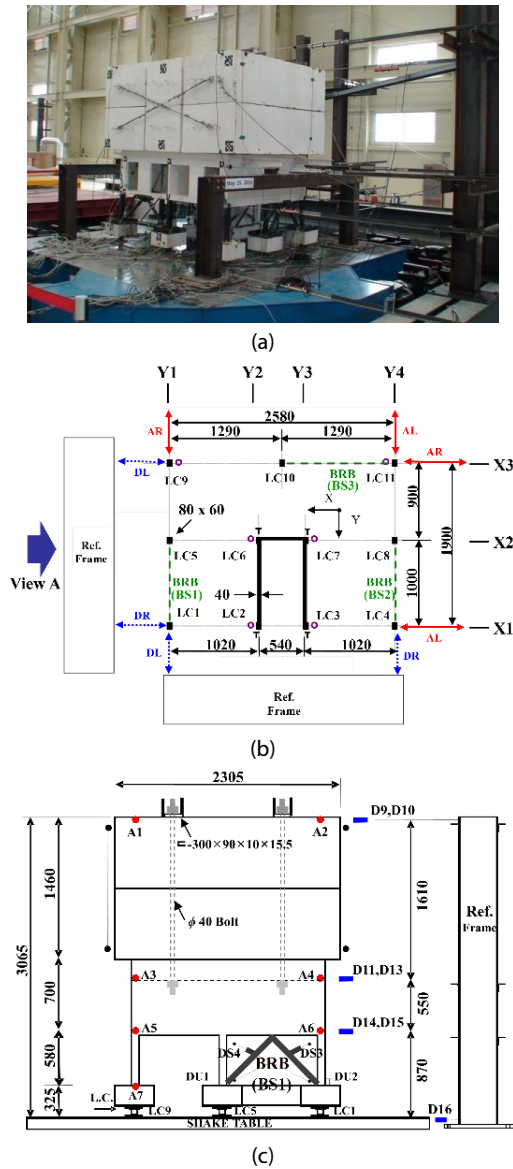 May 25 2010
(a)
Y1 Y2 Y3 Y4
2580
AR AL
1290 1290
AR
X3
DL
BRB
(BS3)
LC9 LC10 LC11
X
Y
80 x 60
900
1900
Ref.
Frame
View A
X2
T T
LC5 LC6 LC7 LC8
BRB
(BS1)
40
BRB
(BS2)
1000
LC1 LC2 LC3 LC4
DR
X1
T T
AL
1020 540 1020
DL DR
Ref.
Frame
(b)
2305
D9,D10
A1 A2
-300×90×10×15.5
1460
1610
3065
ϕ 40 Bolt
Ref.
Frame
A3 A4
D11,D13
700
550
A5 A6
D14,D15
DS4 DS3
BRB
(BS1)
580
870
DU1 DU2
A7
L.C.
325
LC9 LC5 LC1
D16
SHAKE TABLE
(c)